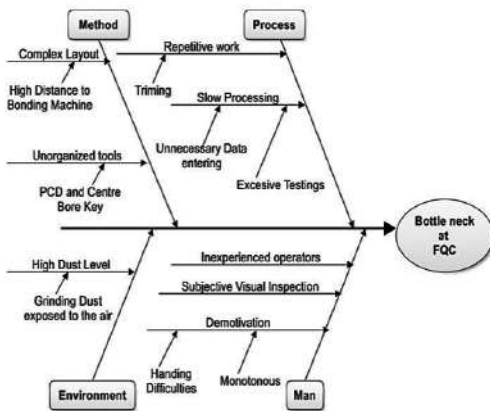 Method
Process
Complex Layout
Repetitive work
High Distance to
Bonding Machine
Triming
Slow Processing
Unnecessary Data
entering
Unorganized tools
Excesive Testings
PCD and Centre
Bore Key
Bottle neck
at
FQC
High Dust Level
Inexperienced operators
Grinding Dust
exposed to the air
Subjective Visual Inspection
Demotivation
Handing
Difficulties
Monotonous
Environment
Man